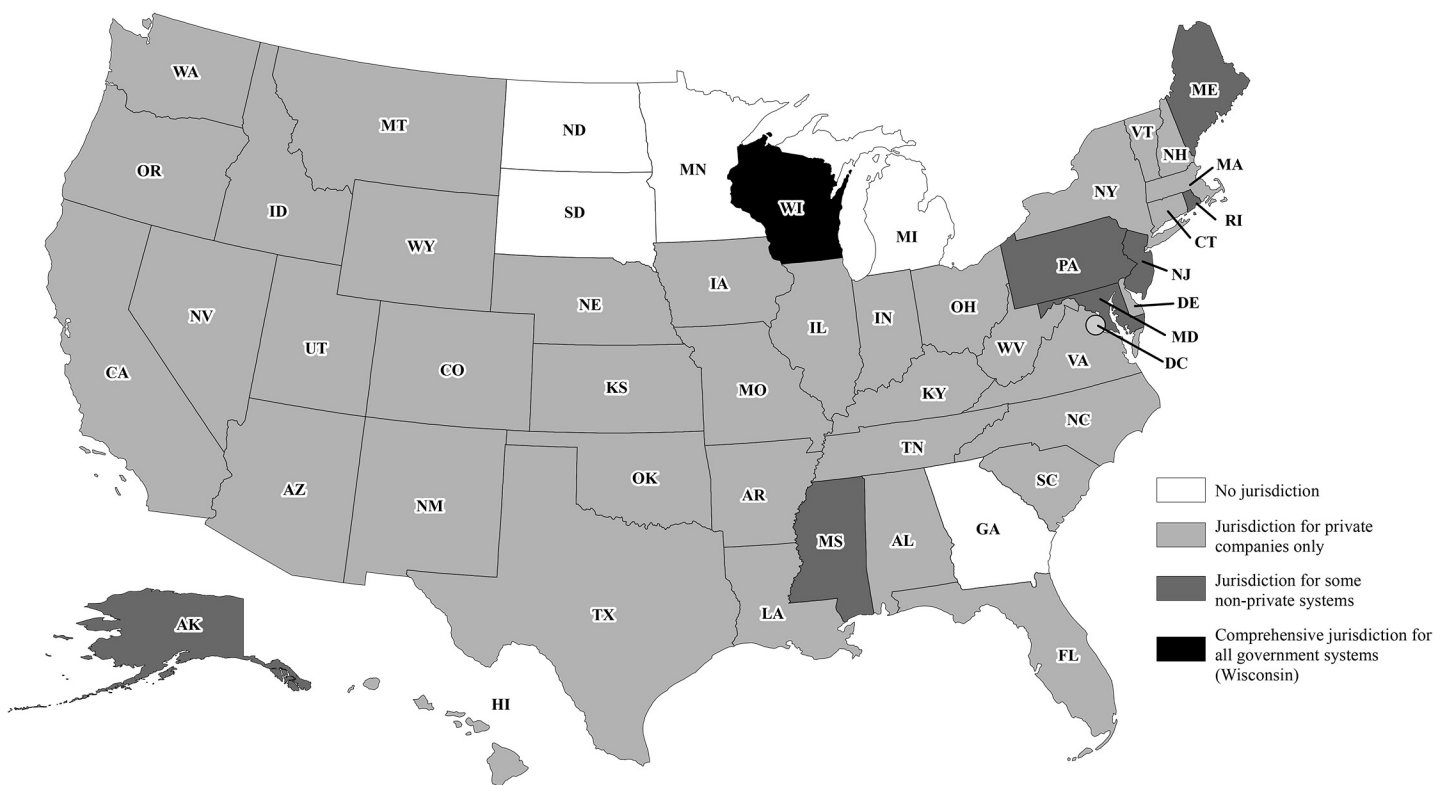 WA
OR
CA
ID
NV
MT
WY
UT
AZ
CO
NM
ND
SD
NE
KS
OK
TX
MN
IA
MO
AR
LA
WI
IL
MI
IN
OH
KY
TN
MS
AL
GA
FL
SC
NC
VA
WV
PA
NY
VT
NH
ME
MA
RI
CT
NJ
DE
MD
DC
AK
HI
No jurisdiction
Jurisdiction for private
companies only
Jurisdiction for some
non-private systems
Comprehensive jurisdiction for
all government systems
(Wisconsin)